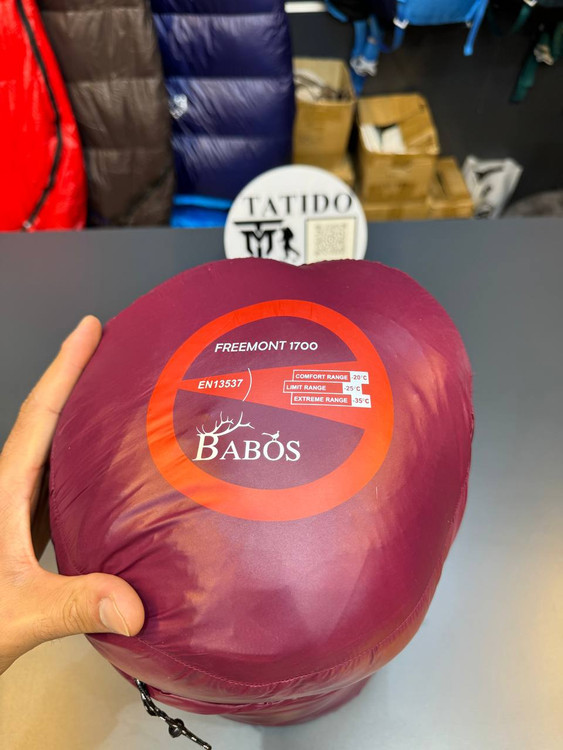 TATIDO
FREEMONT 1700
EN13537
COMFORT RANGE -20°C
LIMIT RANGE -25°C
EXTREME RANGE -35°C
BABOS